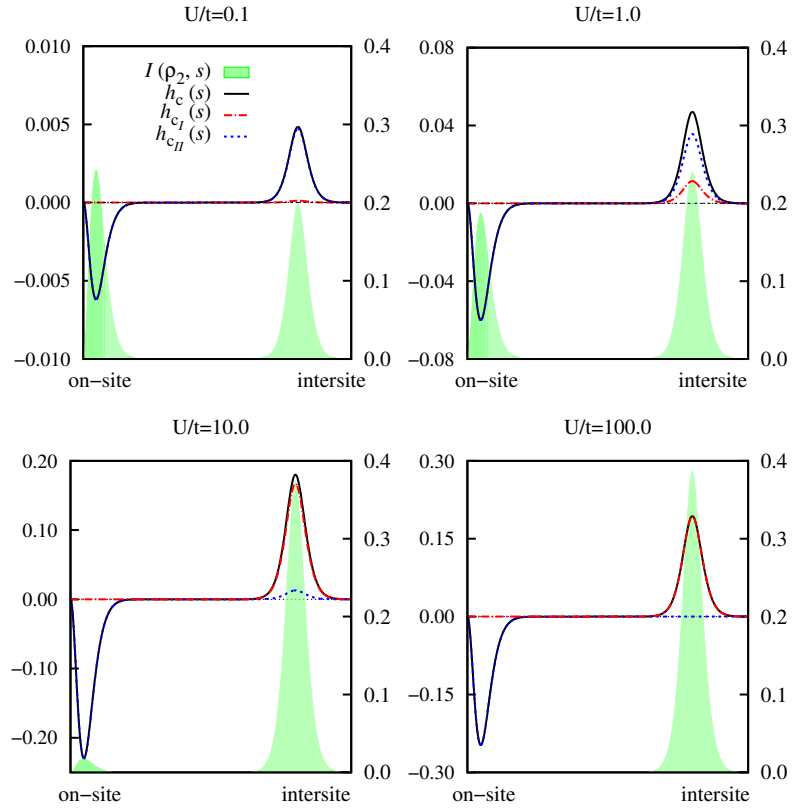 U/t=0.1
0.010
0.005
0.000
−0.005
−0.010
0.4
0.3
0.2
0.1
0.0
I (ρ2, s)
hc (s)
hcI (s)
hcII (s)
on−site
intersite
U/t=1.0
0.08
0.04
0.00
−0.04
−0.08
0.4
0.3
0.2
0.1
0.0
on−site
intersite
U/t=10.0
0.20
0.10
0.00
−0.10
−0.20
0.4
0.3
0.2
0.1
0.0
on−site
intersite
U/t=100.0
0.30
0.15
0.00
−0.15
−0.30
0.4
0.3
0.2
0.1
0.0
on−site
intersite